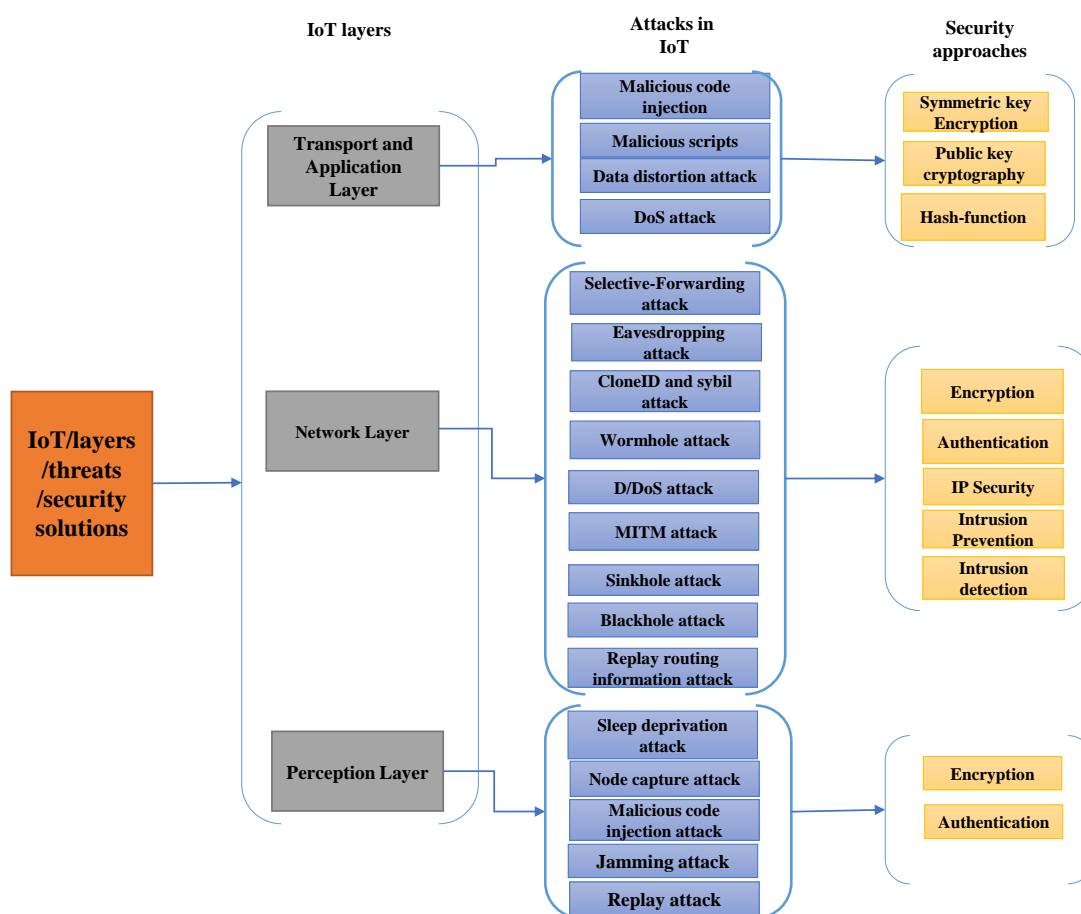 IoT layers
Attacks in
IoT
Security
approaches
IoT/layers
/threats
/security
solutions
Transport and
Application
Layer
Network Layer
Perception Layer
Malicious code
injection
Malicious scripts
Data distortion attack
DoS attack
Selective-Forwarding
attack
Eavesdropping
attack
CloneID and sybil
attack
Wormhole attack
D/DoS attack
MITM attack
Sinkhole attack
Blackhole attack
Replay routing
information attack
Sleep deprivation
attack
Node capture attack
Malicious code
injection attack
Jamming attack
Replay attack
Symmetric key
Encryption
Public key
cryptography
Hash-function
Encryption
Authentication
IP Security
Intrusion
Prevention
Intrusion
detection
Encryption
Authentication